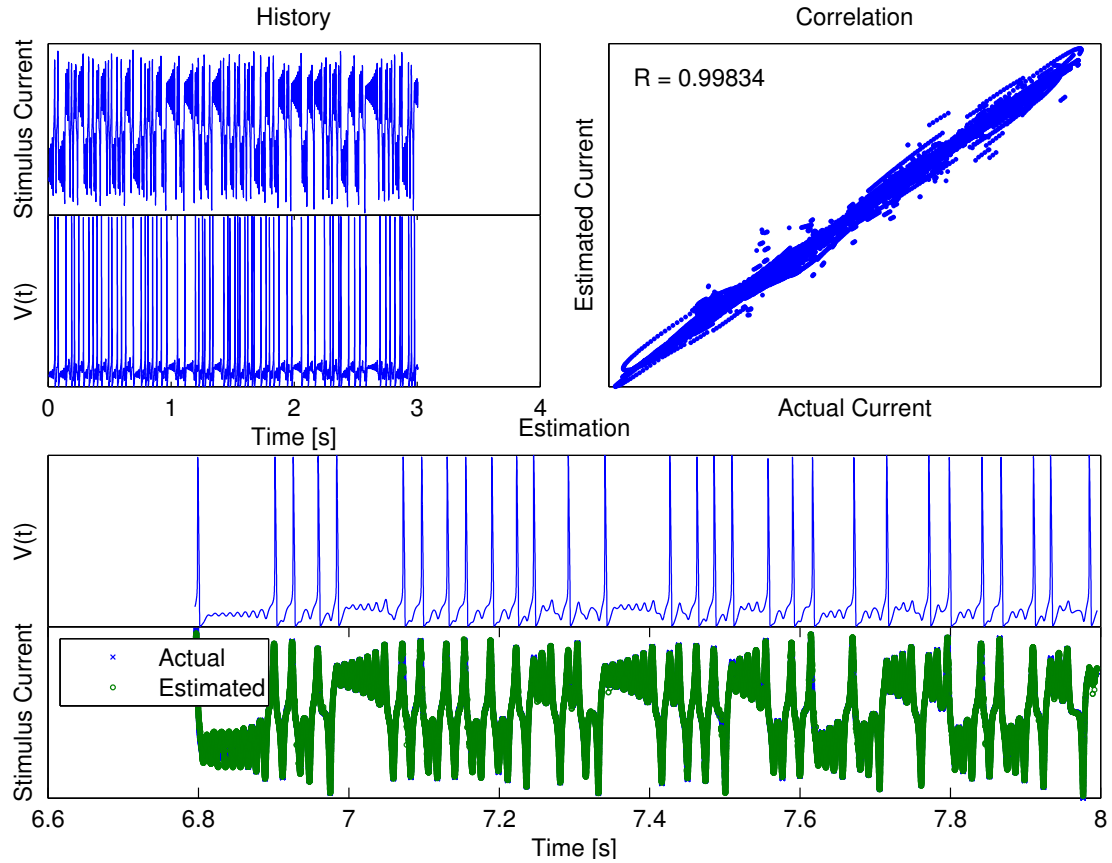 History
Stimulus Current
V(t)
0 1 2 3 4
Time [s]
Correlation
R = 0.99834
Estimated Current
Actual Current
Estimation
V(t)
Stimulus Current
Actual
Estimated
6.6 6.8 7 7.2 7.4 7.6 7.8 8
Time [s]